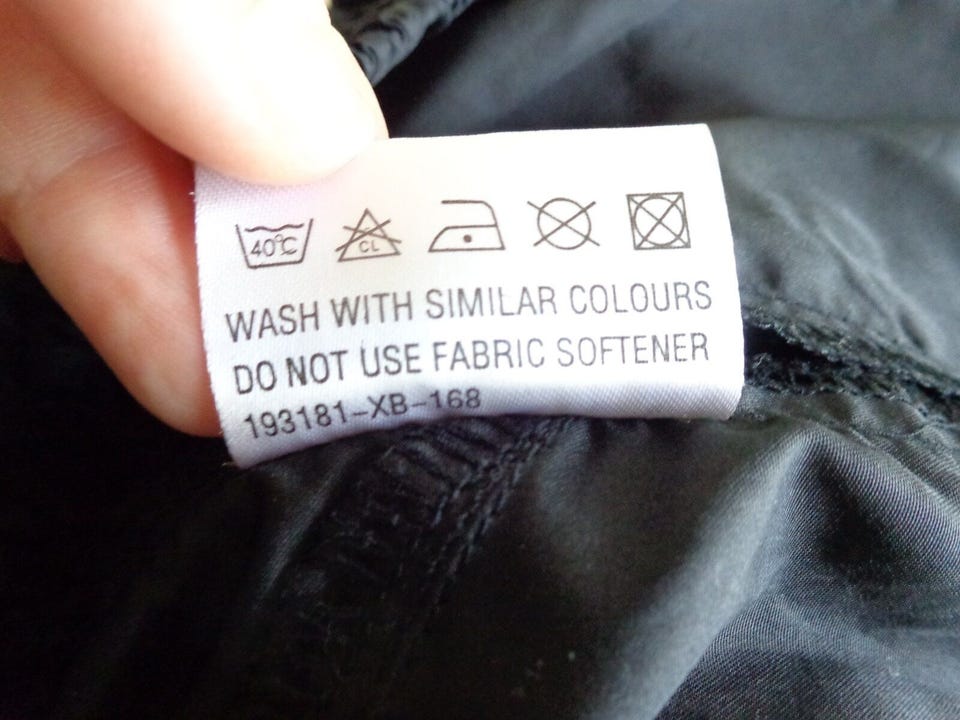 40°C CL
WASH WITH SIMILAR COLOURS
DO NOT USE FABRIC SOFTENER
193181-XB-168